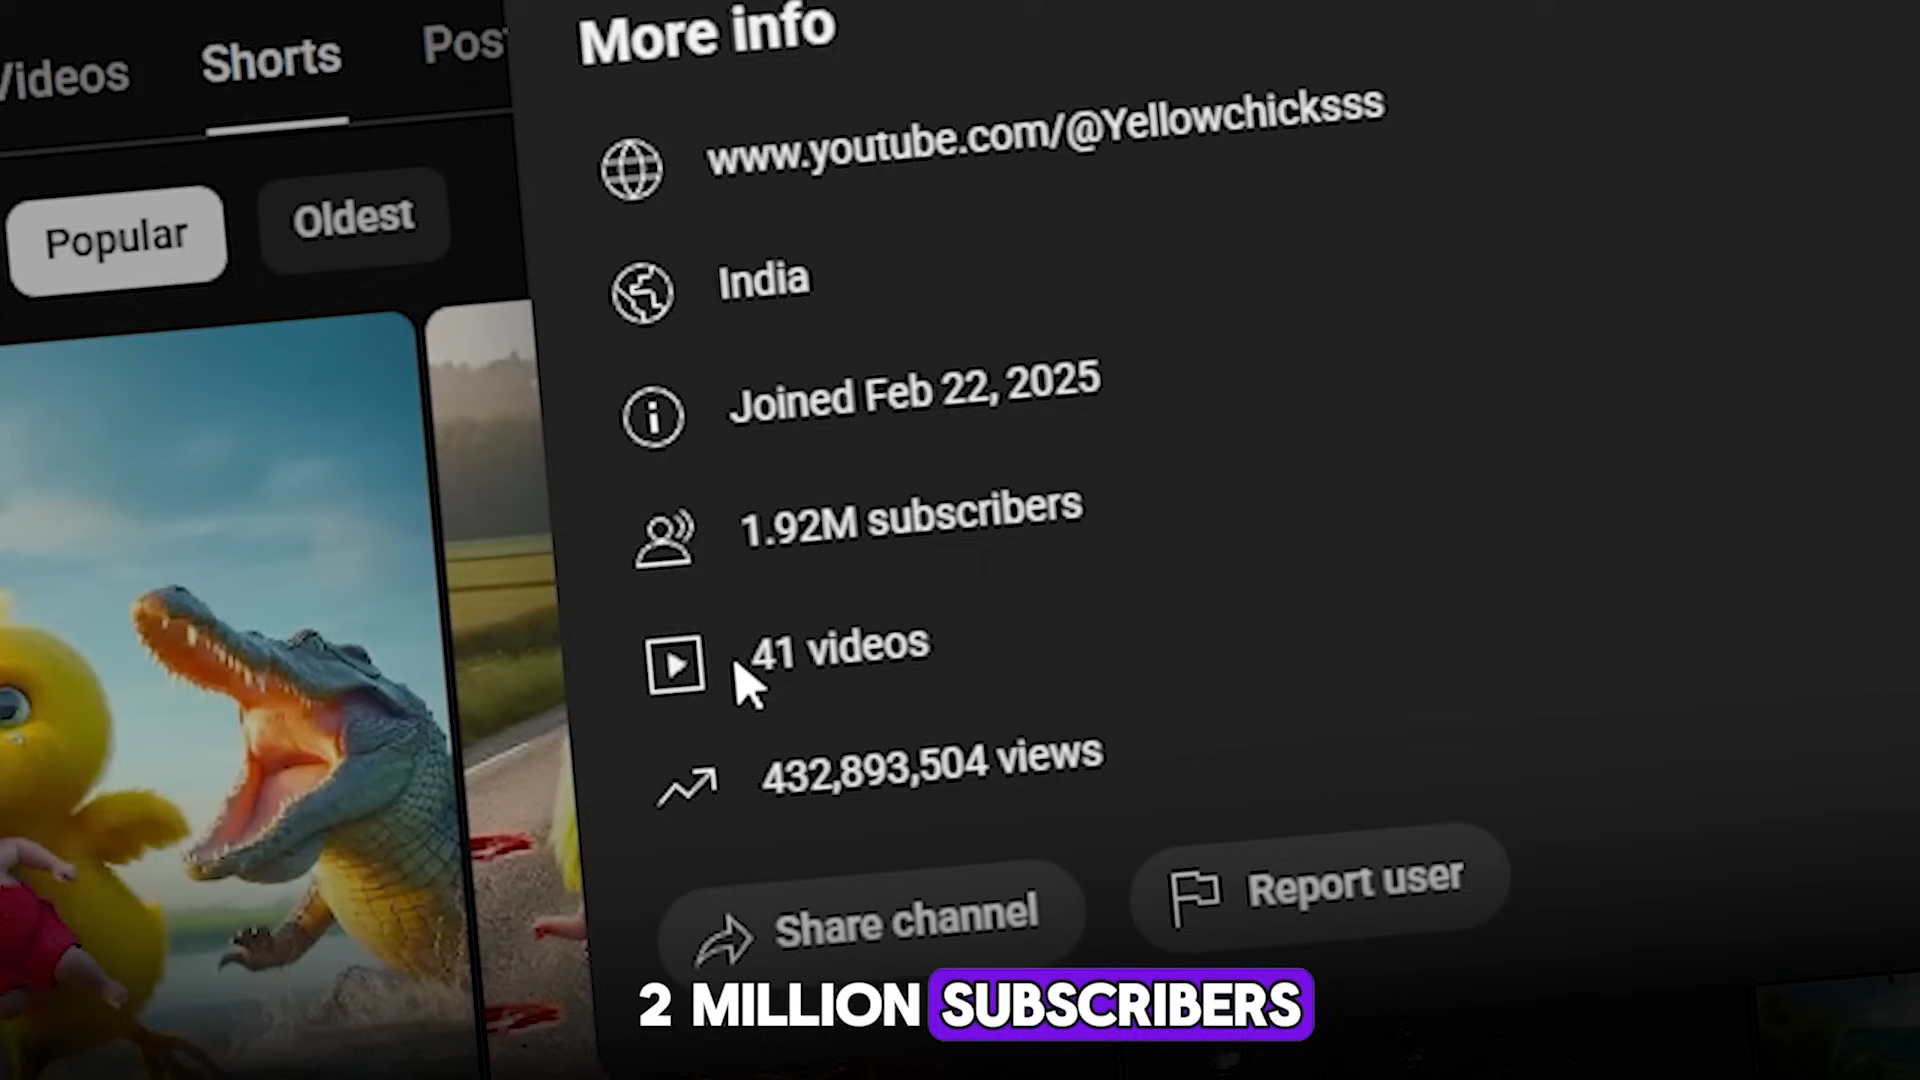 Videos
Shorts
Pos
More info
www.youtube.com/@Yellowchicksss
Popular
Oldest
India
Joined Feb 22, 2025
1.92M subscribers
41 videos
432,893,504 views
Share channel
Report user
2 MILLION SUBSCRIBERS